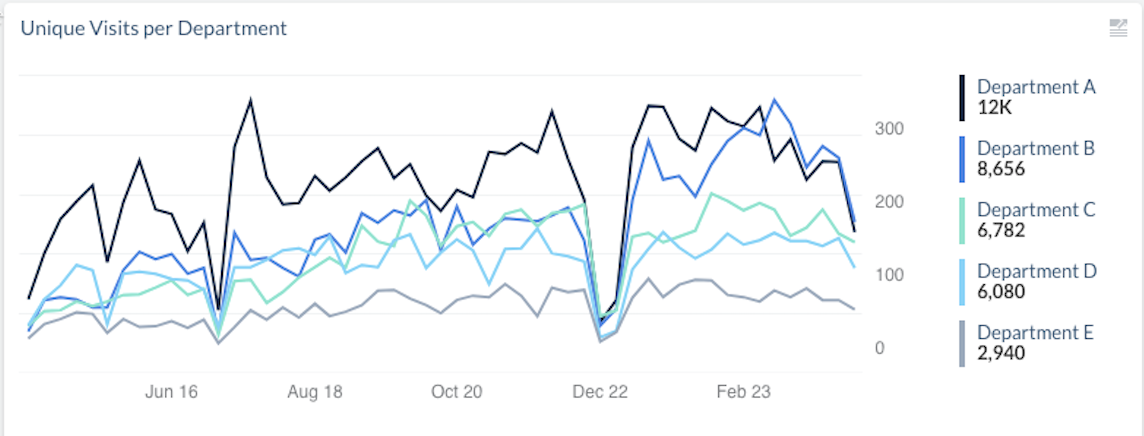 Unique Visits per Department
300
200
100
0
Jun 16 Aug 18 Oct 20 Dec 22 Feb 23
Department A
12K
Department B
8,656
Department C
6,782
Department D
6,080
Department E
2,940